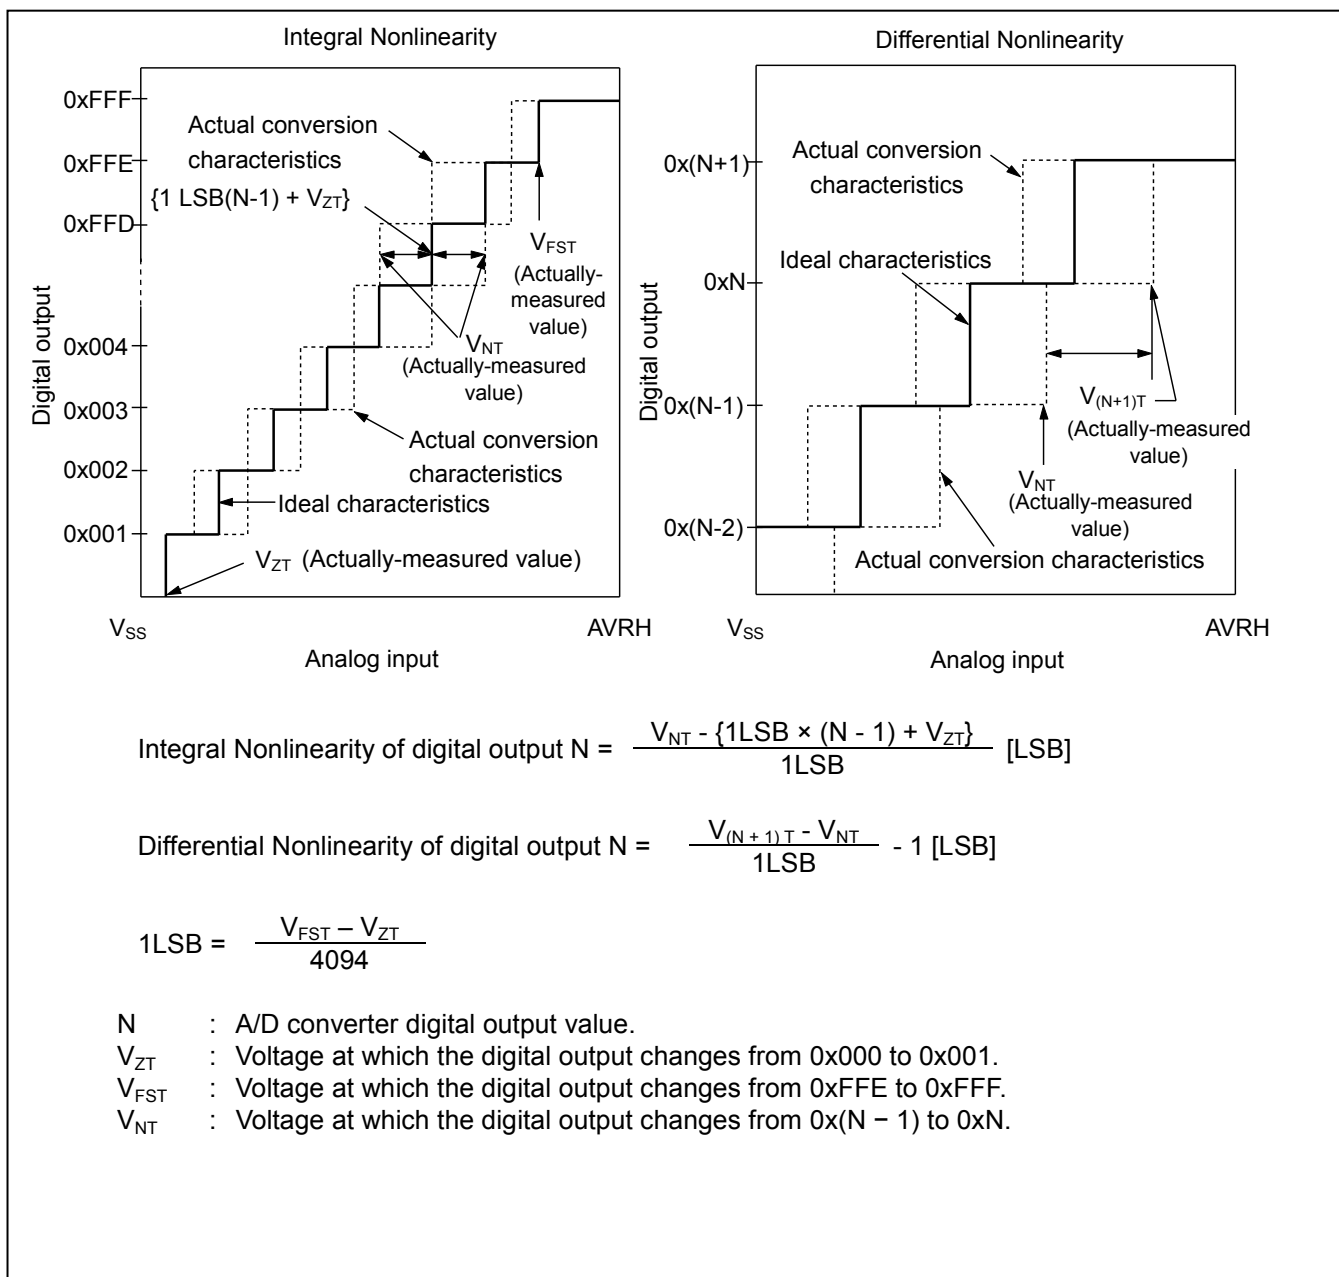 Integral Nonlinearity
0xFFF
0xFFE
0xFFD
0x004
0x003
0x002
0x001
Digital output
Actual conversion
characteristics
{1 LSB(N-1) + VZT}
VFST
(Actually-
measured
value)
VNT
(Actually-measured
value)
Actual conversion
characteristics
Ideal characteristics
VZT (Actually-measured value)
VSS
AVRH
Analog input
Differential Nonlinearity
0x(N+1)
0xN
0x(N-1)
0x(N-2)
Digital output
Actual conversion
characteristics
Ideal characteristics
V(N+1)T
(Actually-measured
value)
VNT
(Actually-measured
value)
Actual conversion characteristics
VSS
AVRH
Analog input
Integral Nonlinearity of digital output N = VNT - {1LSB × (N - 1) + VZT}
1LSB
[LSB]
Differential Nonlinearity of digital output N = V(N + 1) T - VNT
1LSB
- 1 [LSB]
1LSB = VFST – VZT
4094
N : A/D converter digital output value.
VZT : Voltage at which the digital output changes from 0x000 to 0x001.
VFST : Voltage at which the digital output changes from 0xFFE to 0xFFF.
VNT : Voltage at which the digital output changes from 0x(N − 1) to 0xN.